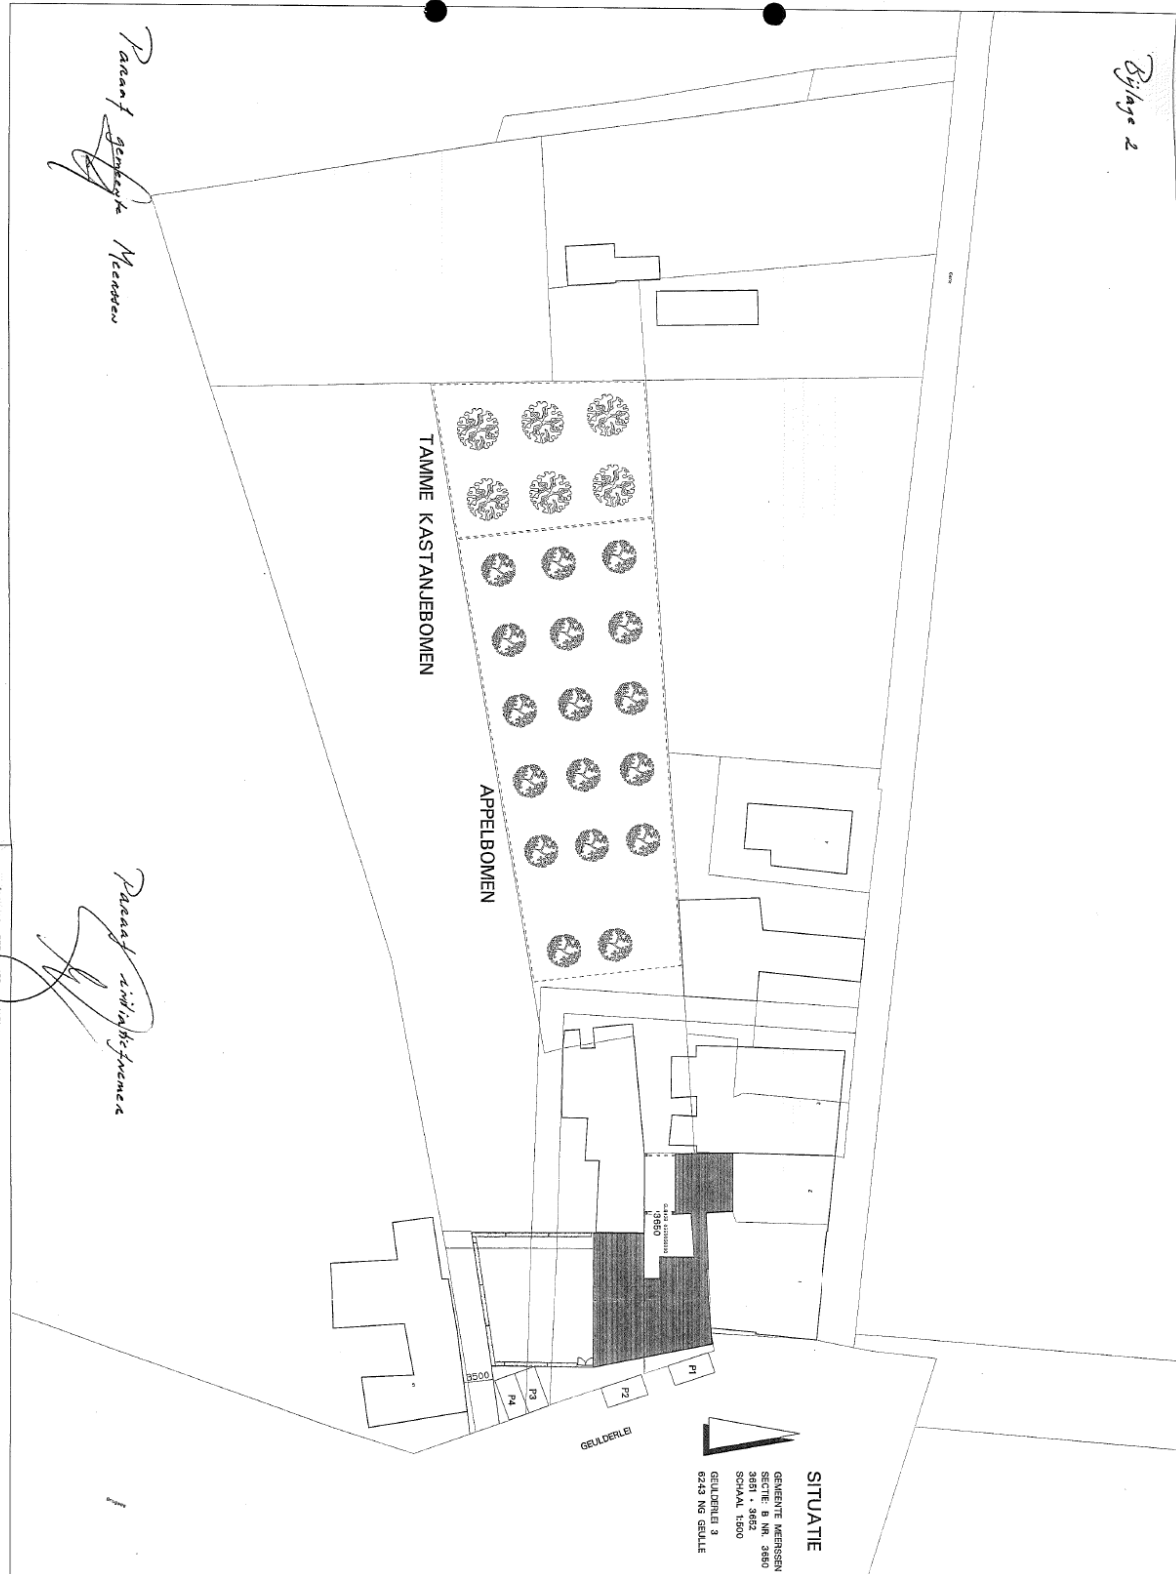 Bijlage 2
Paraaf gemeente Meerssen
TAMME KASTANJEBOMEN
APPELBOMEN
Paraaf initiatiefnemer
3650
3500
P1
P2
P3
P4
GEULDERLEI
SITUATIE
GEMEENTE MEERSSEN
SECTIE: B NR. 3650
3651 + 3652
SCHAAL 1:500
GEULDERLEI 3
6243 NG GEULLE